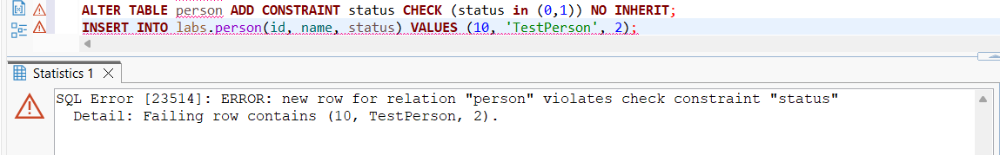 ALTER TABLE person ADD CONSTRAINT status CHECK (status in (0,1)) NO INHERIT;
INSERT INTO labs.person(id, name, status) VALUES (10, 'TestPerson', 2);
Statistics 1
SQL Error [23514]: ERROR: new row for relation "person" violates check constraint "status"
Detail: Failing row contains (10, TestPerson, 2).